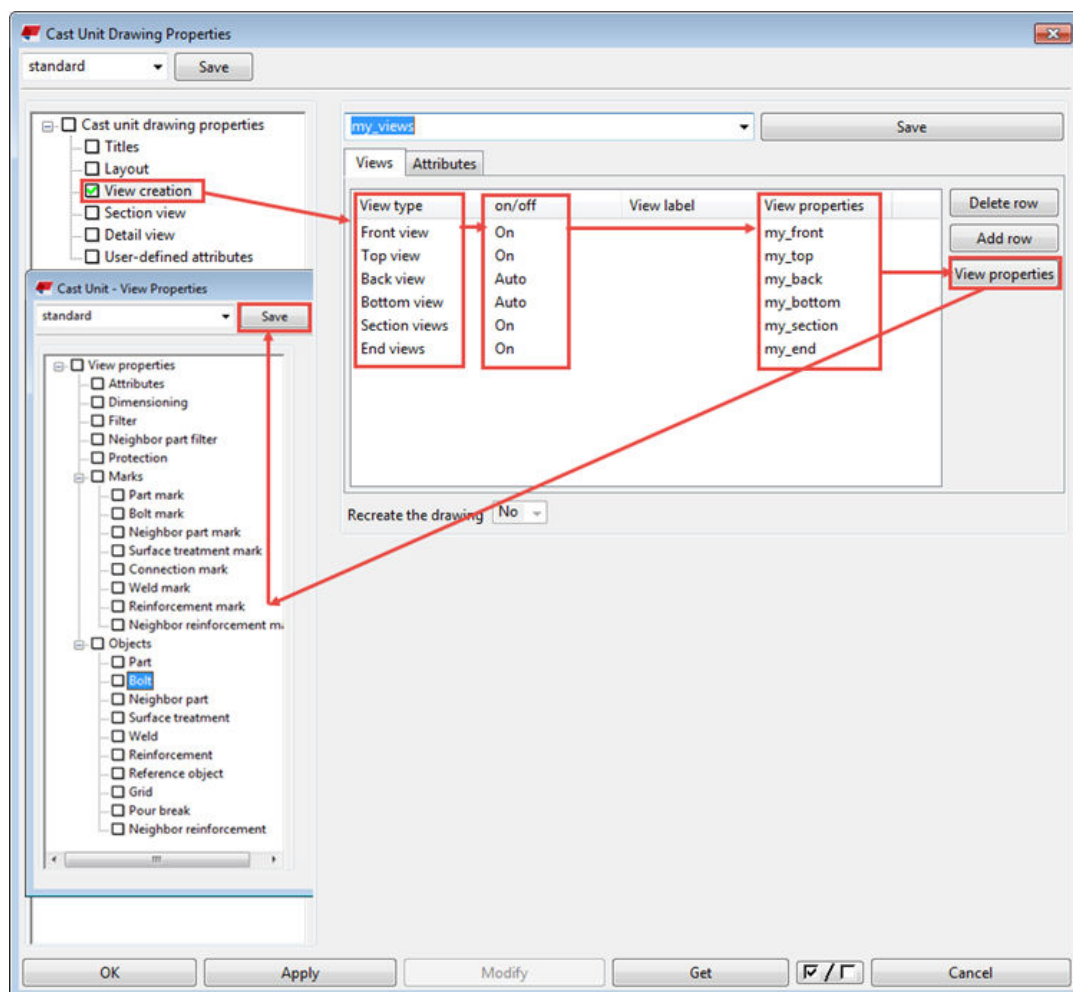 Cast Unit Drawing Properties
standard Save
Cast unit drawing properties
Titles
Layout
View creation
Section view
Detail view
User-defined attributes
my_views Save
Views Attributes
View type on/off View label View properties
Front view On my_front
Top view On my_top
Back view Auto my_back
Bottom view Auto my_bottom
Section views On my_section
End views On my_end
Delete row
Add row
View properties
Recreate the drawing No
Cast Unit - View Properties
standard Save
View properties
Attributes
Dimensioning
Filter
Neighbor part filter
Protection
Marks
Part mark
Bolt mark
Neighbor part mark
Surface treatment mark
Connection mark
Weld mark
Reinforcement mark
Neighbor reinforcement ma
Objects
Part
Bolt
Neighbor part
Surface treatment
Weld
Reinforcement
Reference object
Grid
Pour break
Neighbor reinforcement
OK Apply Modify Get / Cancel